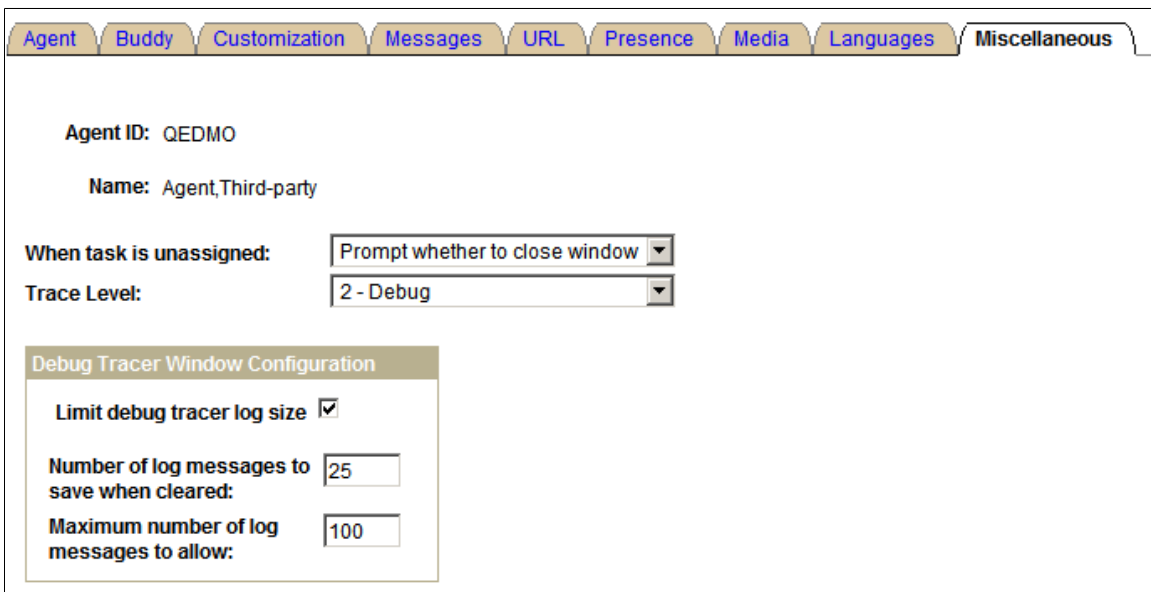 Agent Buddy Customization Messages URL Presence Media Languages Miscellaneous
Agent ID: QEDMO
Name: Agent,Third-party
When task is unassigned: Prompt whether to close window
Trace Level: 2 - Debug
Debug Tracer Window Configuration
Limit debug tracer log size
Number of log messages to 25
save when cleared:
Maximum number of log 100
messages to allow: